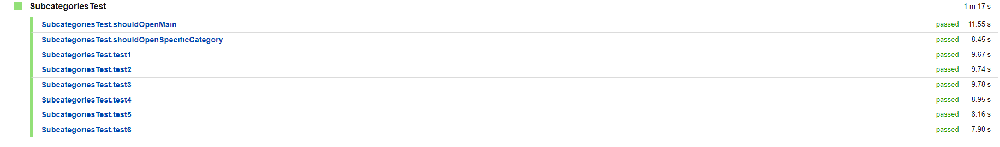 SubcategoriesTest 1 m 17 s
SubcategoriesTest.shouldOpenMain passed 11.55 s
SubcategoriesTest.shouldOpenSpecificCategory passed 8.45 s
SubcategoriesTest.test1 passed 9.67 s
SubcategoriesTest.test2 passed 9.74 s
SubcategoriesTest.test3 passed 9.78 s
SubcategoriesTest.test4 passed 8.95 s
SubcategoriesTest.test5 passed 8.16 s
SubcategoriesTest.test6 passed 7.90 s